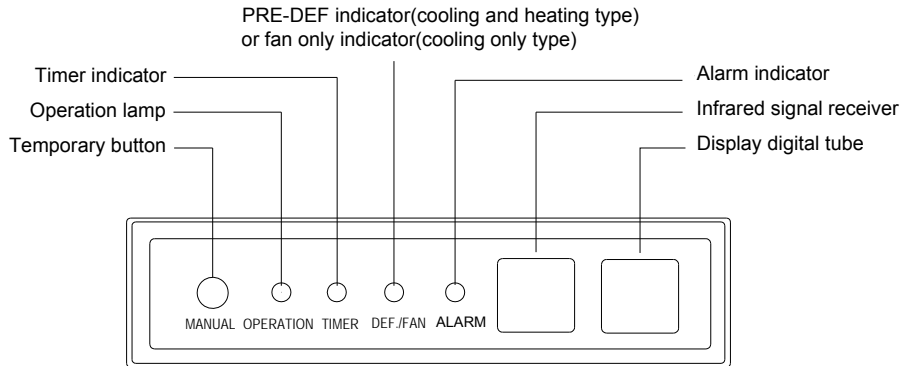 PRE-DEF indicator(cooling and heating type)
or fan only indicator(cooling only type)
Timer indicator
Alarm indicator
Operation lamp
Infrared signal receiver
Temporary button
Display digital tube
MANUAL OPERATION TIMER DEF./FAN ALARM